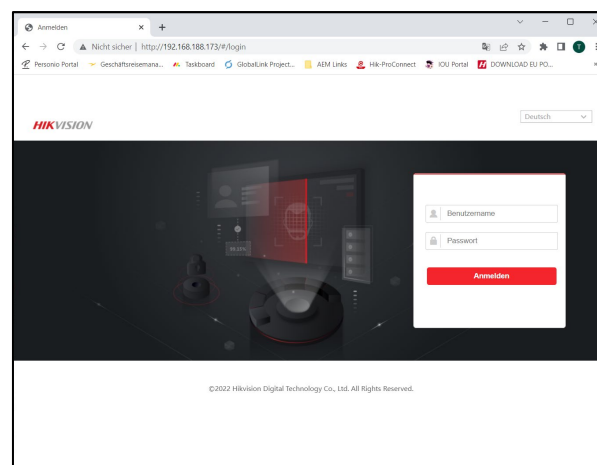 Anmelden
Nicht sicher | http://192.168.188.173/#/login
T
Personio Portal Geschäftsreisemana... Taskboard GlobalLink Project... AEM Links Hik-ProConnect IOU Portal DOWNLOAD EU PO...
HIKVISION
Deutsch
99.12%
Benutzername
Passwort
Anmelden
©2022 Hikvision Digital Technology Co., Ltd. All Rights Reserved.